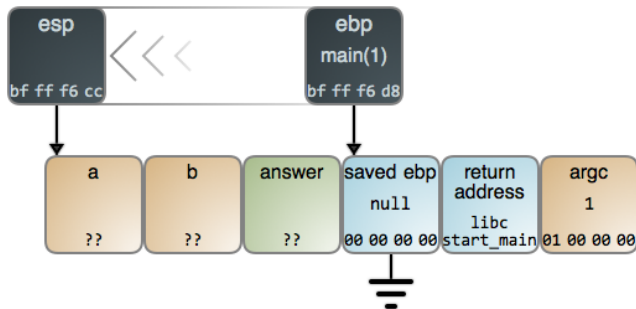 esp
bf ff f6 cc
ebp
main(1)
bf ff f6 d8
a
??
b
??
answer
??
saved ebp
null
00 00 00 00
return
address
libc
start_main
argc
1
01 00 00 00